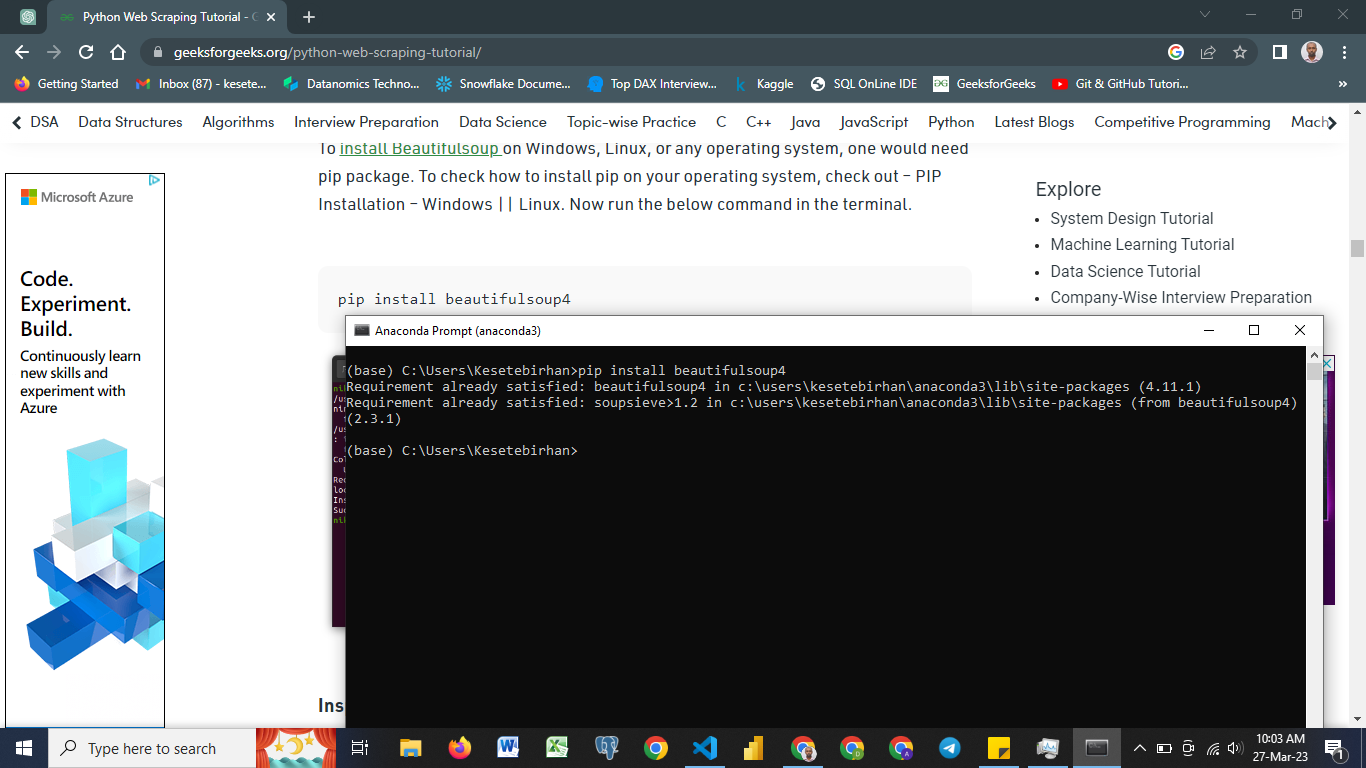 Python Web Scraping Tutorial - G
geeksforgeeks.org/python-web-scraping-tutorial/
Getting Started
Inbox (87) - kesete...
Datanomics Techno...
Snowflake Docume...
Top DAX Interview...
Kaggle
SQL OnLine IDE
GeeksforGeeks
Git & GitHub Tutori...
»
DSA Data Structures Algorithms Interview Preparation Data Science Topic-wise Practice C C++ Java JavaScript Python Latest Blogs Competitive Programming Mach
To install Beautifulsoup on Windows, Linux, or any operating system, one would need
pip package. To check how to install pip on your operating system, check out – PIP
Installation – Windows || Linux. Now run the below command in the terminal.
pip install beautifulsoup4
Microsoft Azure
Code.
Experiment.
Build.
Continuously learn
new skills and
experiment with
Azure
Explore
System Design Tutorial
Machine Learning Tutorial
Data Science Tutorial
Company-Wise Interview Preparation
Anaconda Prompt (anaconda3)
(base) C:\Users\Kesetebirhan>pip install beautifulsoup4
Requirement already satisfied: beautifulsoup4 in c:\users\kesetebirhan\anaconda3\lib\site-packages (4.11.1)
Requirement already satisfied: soupsieve>1.2 in c:\users\kesetebirhan\anaconda3\lib\site-packages (from beautifulsoup4)
(2.3.1)
(base) C:\Users\Kesetebirhan>
Ins
Type here to search
10:03 AM
27-Mar-23
1